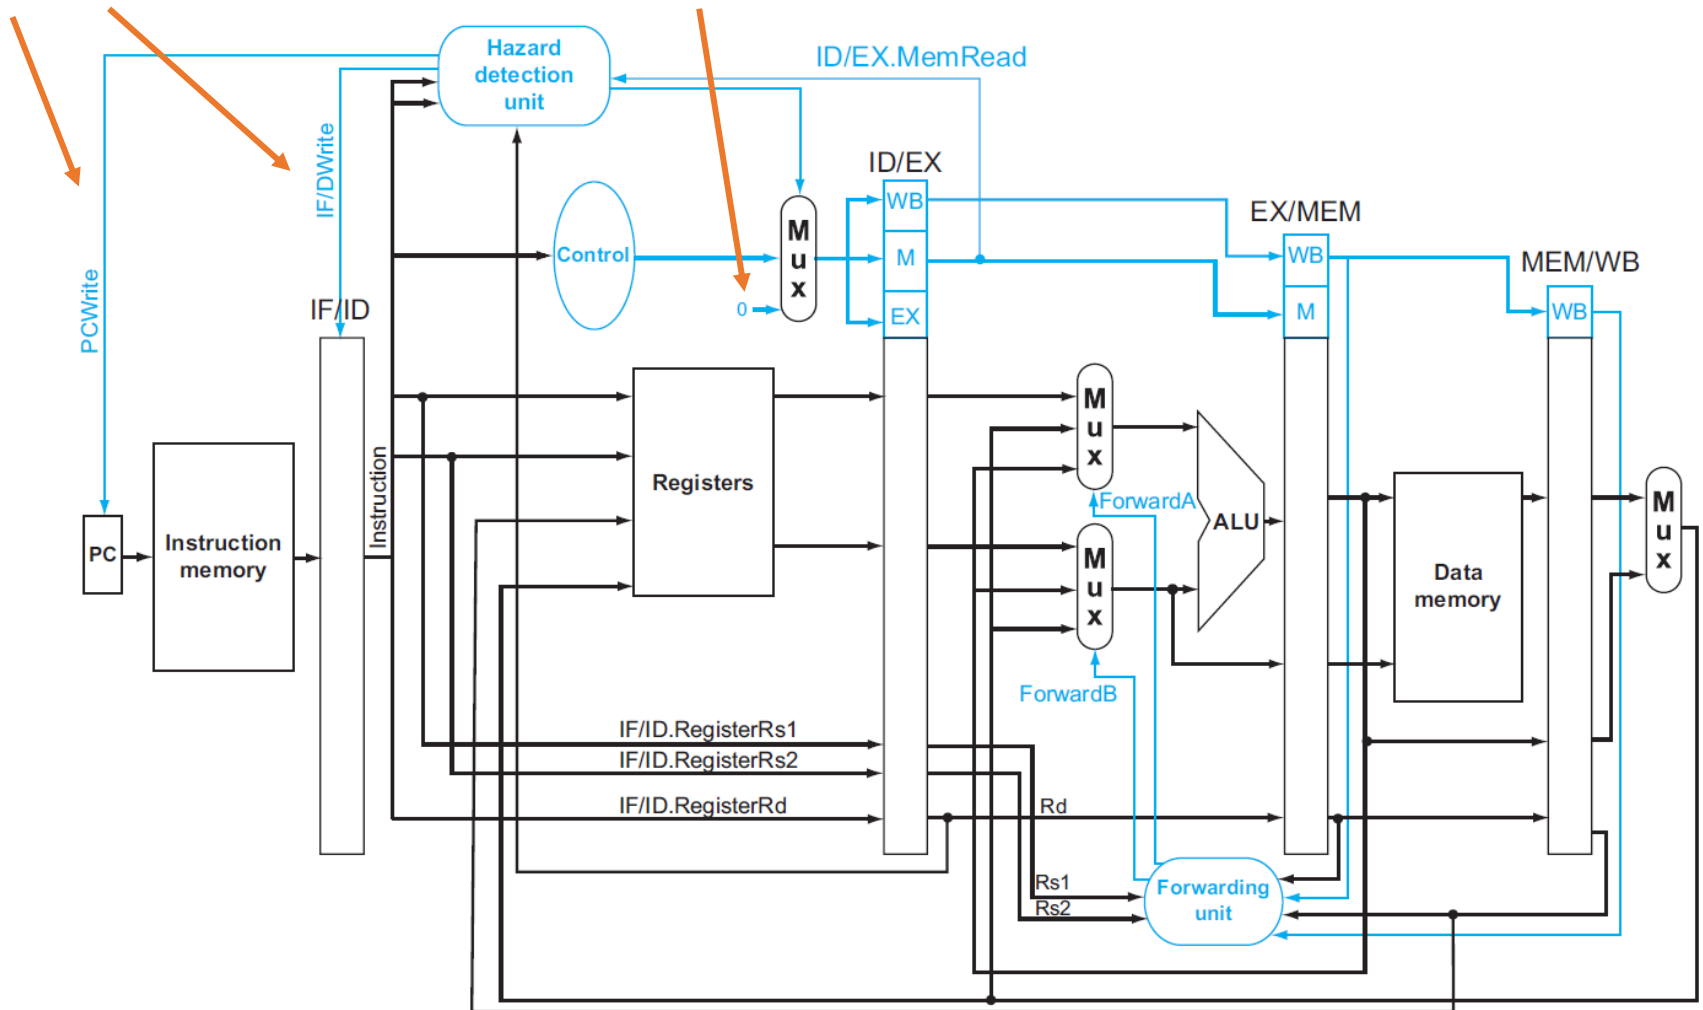 Hazard
detection
unit
ID/EX.MemRead
IF/DWrite
PCWrite
ID/EX
WB
M
EX
Control
M
u
x
0
EX/MEM
WB
M
MEM/WB
WB
IF/ID
PC
Instruction
memory
Instruction
Registers
M
u
x
ForwardA
M
u
x
ForwardB
ALU
Data
memory
M
u
x
IF/ID.RegisterRs1
IF/ID.RegisterRs2
IF/ID.RegisterRd
Rd
Rs1
Rs2
Forwarding
unit